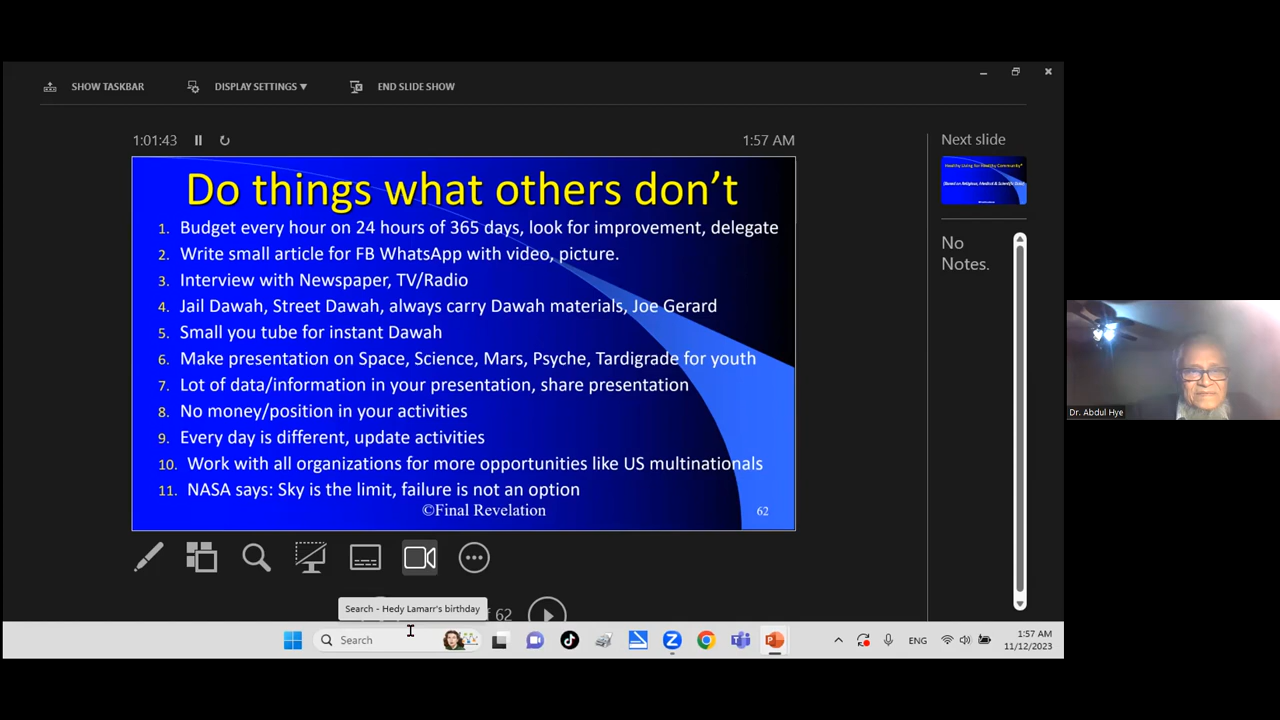 SHOW TASKBAR
DISPLAY SETTINGS ▼
END SLIDE SHOW
1:01:43
1:57 AM
Do things what others don't
1. Budget every hour on 24 hours of 365 days, look for improvement, delegate
2. Write small article for FB WhatsApp with video, picture.
3. Interview with Newspaper, TV/Radio
4. Jail Dawah, Street Dawah, always carry Dawah materials, Joe Gerard
5. Small you tube for instant Dawah
6. Make presentation on Space, Science, Mars, Psyche, Tardigrade for youth
7. Lot of data/information in your presentation, share presentation
8. No money/position in your activities
9. Every day is different, update activities
10. Work with all organizations for more opportunities like US multinationals
11. NASA says: Sky is the limit, failure is not an option
©Final Revelation
62
Next slide
Healthy Living for Healthy Community
No
Notes.
Dr. Abdul Hye
Search - Hedy Lamarr's birthday
62
Search
ENG
1:57 AM
11/12/2023